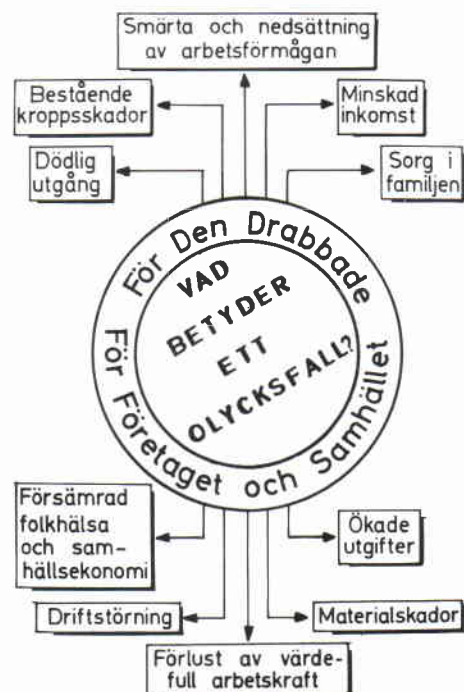 Smärta och nedsättning
av arbetsförmågan
Bestående
kroppsskador
Minskad
inkomst
Dödlig
utgång
Sorg i
familjen
För Den Drabbade
VAD
BETYDER
ETT
OLYCKSFALL?
För Företaget och Samhället
Försämrad
folkhälsa
och sam-
hällsekonomi
Ökade
utgifter
Driftstörning
Materialskador
Förlust av värde-
full arbetskraft